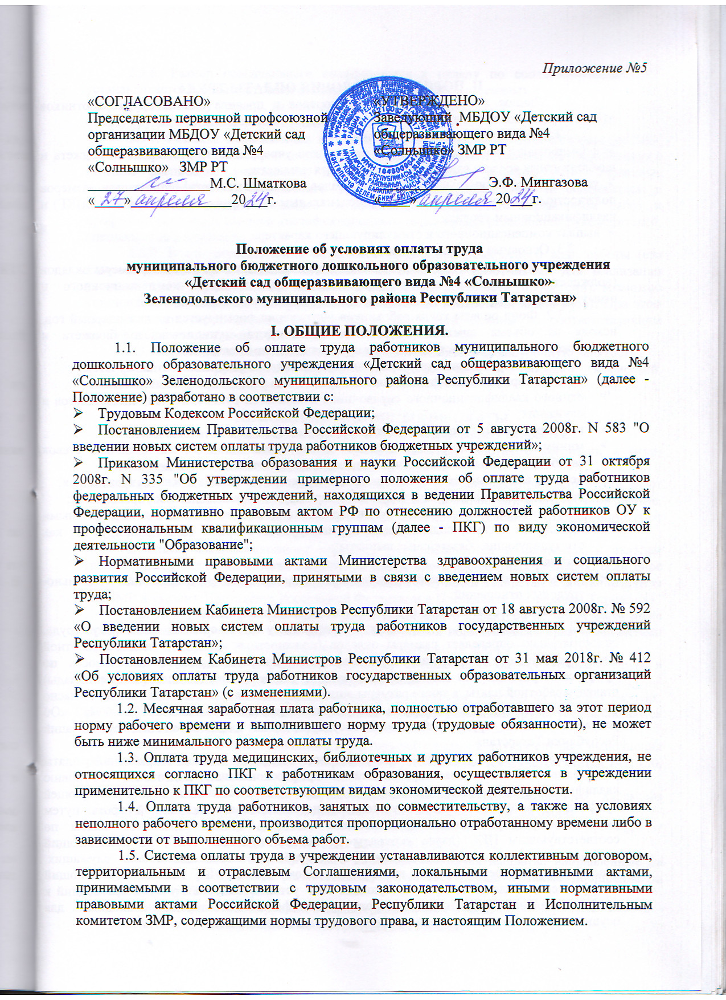 Приложение №5
«СОГЛАСОВАНО»
Председатель первичной профсоюзной
организации МБДОУ «Детский сад
общеразвивающего вида №4
«Солнышко» ЗМР РТ
М.С. Шматкова
«27» апреля 2024г.
«УТВЕРЖДЕНО»
Заведующий МБДОУ «Детский сад
общеразвивающего вида №4
«Солнышко» ЗМР РТ
Э.Ф. Мингазова
« » апреля 2024г.
Положение об условиях оплаты труда
муниципального бюджетного дошкольного образовательного учреждения
«Детский сад общеразвивающего вида №4 «Солнышко»
Зеленодольского муниципального района Республики Татарстан»
I. ОБЩИЕ ПОЛОЖЕНИЯ.
1.1. Положение об оплате труда работников муниципального бюджетного
дошкольного образовательного учреждения «Детский сад общеразвивающего вида №4
«Солнышко» Зеленодольского муниципального района Республики Татарстан» (далее -
Положение) разработано в соответствии с:
➢ Трудовым Кодексом Российской Федерации;
➢ Постановлением Правительства Российской Федерации от 5 августа 2008г. N 583 "О
введении новых систем оплаты труда работников бюджетных учреждений»;
➢ Приказом Министерства образования и науки Российской Федерации от 31 октября
2008г. N 335 "Об утверждении примерного положения об оплате труда работников
федеральных бюджетных учреждений, находящихся в ведении Правительства Российской
Федерации, нормативно правовым актом РФ по отнесению должностей работников ОУ к
профессиональным квалификационным группам (далее - ПКГ) по виду экономической
деятельности "Образование";
➢ Нормативными правовыми актами Министерства здравоохранения и социального
развития Российской Федерации, принятыми в связи с введением новых систем оплаты
труда;
➢ Постановлением Кабинета Министров Республики Татарстан от 18 августа 2008г. № 592
«О введении новых систем оплаты труда работников государственных учреждений
Республики Татарстан»;
➢ Постановлением Кабинета Министров Республики Татарстан от 31 мая 2018г. № 412
«Об условиях оплаты труда работников государственных образовательных организаций
Республики Татарстан» (с изменениями).
1.2. Месячная заработная плата работника, полностью отработавшего за этот период
норму рабочего времени и выполнившего норму труда (трудовые обязанности), не может
быть ниже минимального размера оплаты труда.
1.3. Оплата труда медицинских, библиотечных и других работников учреждения, не
относящихся согласно ПКГ к работникам образования, осуществляется в учреждении
применительно к ПКГ по соответствующим видам экономической деятельности.
1.4. Оплата труда работников, занятых по совместительству, а также на условиях
неполного рабочего времени, производится пропорционально отработанному времени либо в
зависимости от выполненного объема работ.
1.5. Система оплаты труда в учреждении устанавливаются коллективным договором,
территориальным и отраслевым Соглашениями, локальными нормативными актами,
принимаемыми в соответствии с трудовым законодательством, иными нормативными
правовыми актами Российской Федерации, Республики Татарстан и Исполнительным
комитетом ЗМР, содержащими нормы трудового права, и настоящим Положением.